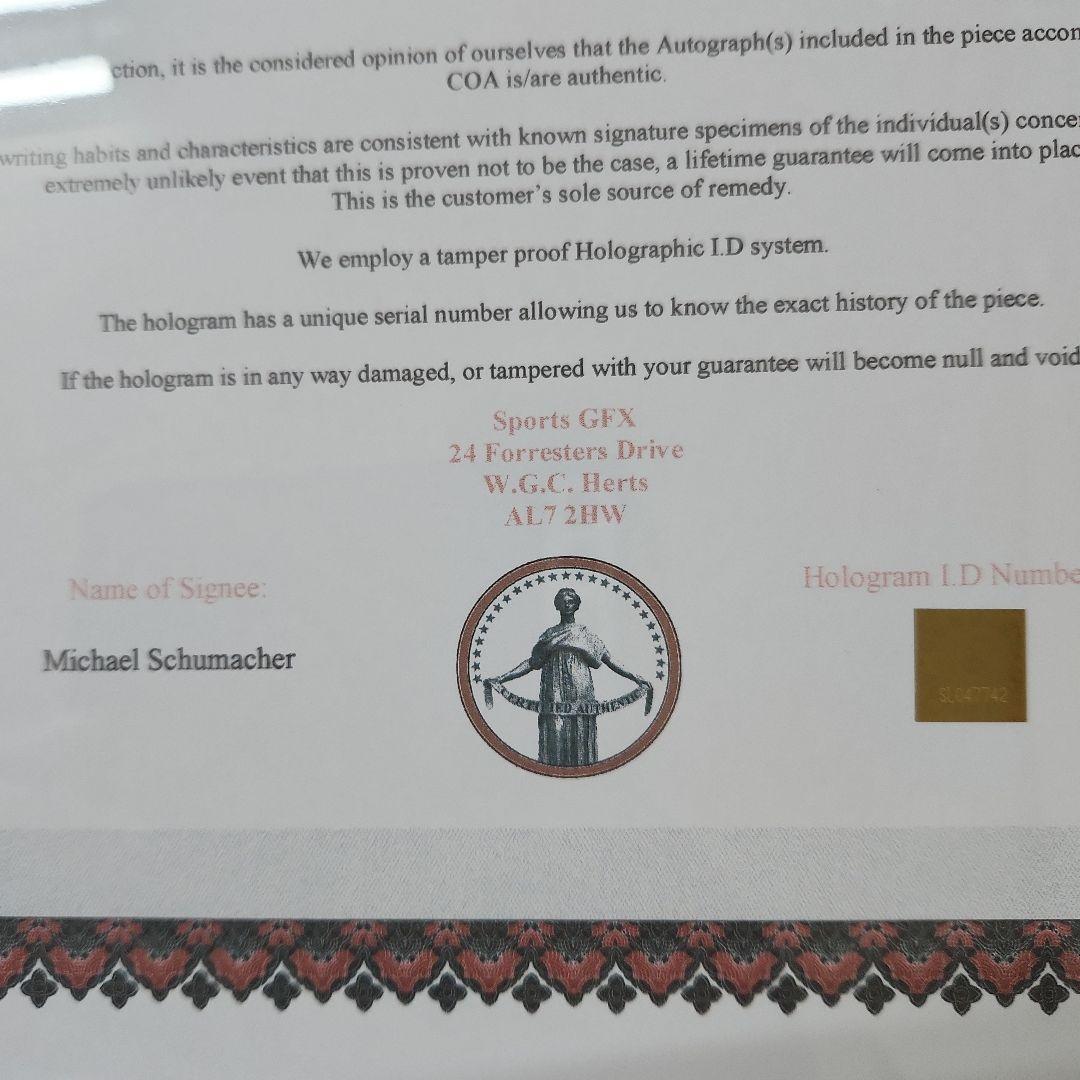 ction, it is the considered opinion of ourselves that the Autograph(s) included in the piece accom
COA is/are authentic.
writing habits and characteristics are consistent with known signature specimens of the individual(s) concer
extremely unlikely event that this is proven not to be the case, a lifetime guarantee will come into plac
This is the customer’s sole source of remedy.
We employ a tamper proof Holographic I.D system.
The hologram has a unique serial number allowing us to know the exact history of the piece.
If the hologram is in any way damaged, or tampered with your guarantee will become null and void
Sports GFX
24 Forresters Drive
W.G.C. Herts
AL7 2HW
Name of Signee:
Hologram I.D Numbe
Michael Schumacher
CERTIFIED AUTHENTIC
SL047742